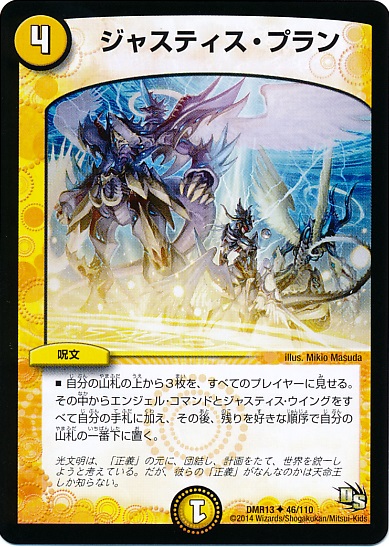 4
ジャスティス・プラン
illus. Mikio Masuda
呪文
■ 自分の山札の上から3枚を、すべてのプレイヤーに見せる。
その中からエンジェル・コマンドとジャスティス・ウイングをす
べて自分の手札に加え、その後、残りを好きな順序で自分の
山札の一番下に置く。
光文明は、「正義」の元に、団結し、計画をたて、世界を統一し
ようと考えている。だが、彼らの「正義」がなんなのかは天命王
しか知らない。
1
DMR13 ♦ 46/110
©2014 Wizards/Shogakukan/Mitsui-Kids
DS